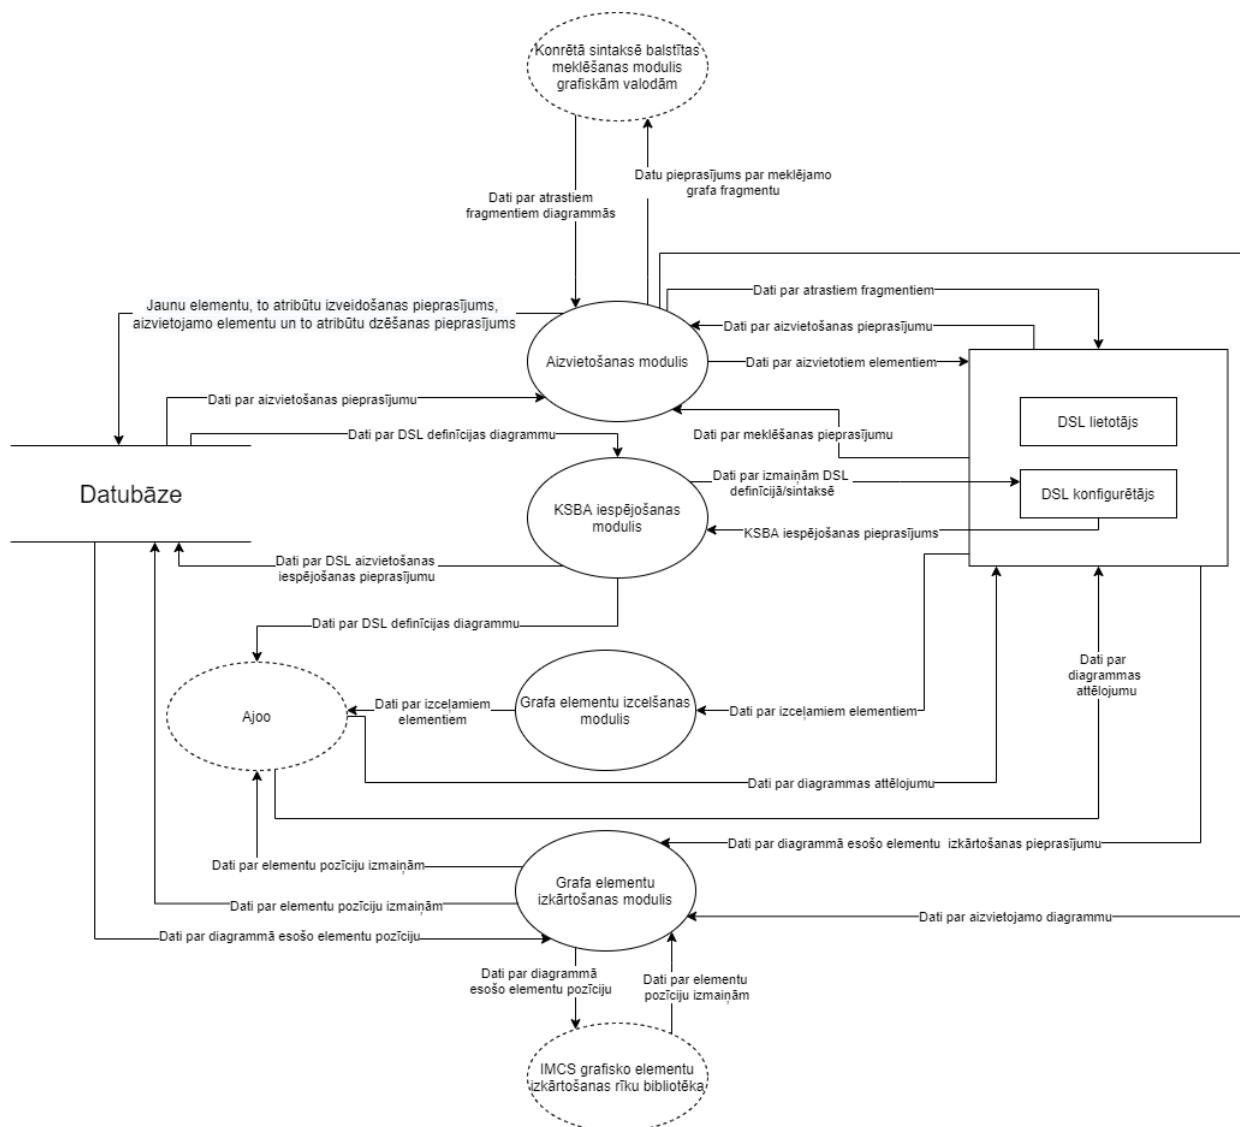 Konrētā sintaksē balstītas
meklēšanas modulis
grafiskām valodām
Datu pieprasījums par meklējamo
grafa fragmentu
Dati par atrastiem
fragmentiem diagrammās
Jaunu elementu, to atribūtu izveidošanas pieprasījums,
aizvietojamo elementu un to atribūtu dzēšanas pieprasījums
Dati par atrastiem fragmentiem
Dati par aizvietošanas pieprasījumu
Aizvietošanas modulis
Dati par aizvietotiem elementiem
Dati par aizvietošanas pieprasījumu
DSL lietotājs
Dati par DSL definīcijas diagrammu
Dati par meklēšanas pieprasījumu
Datubāze
Dati par izmaiņām DSL
definīcijā/sintaksē
DSL konfigurētājs
KSBA iespējošanas
modulis
KSBA iespējošanas pieprasījums
Dati par DSL aizvietošanas
iespējošanas pieprasījumu
Dati par DSL definīcijas diagrammu
Dati par
diagrammas
attēlojumu
Ajoo
Dati par izceļamiem
elementiem
Grafa elementu izcelšanas
modulis
Dati par izceļamiem elementiem
Dati par diagrammas attēlojumu
Dati par diagrammā esošo elementu izkārtošanas pieprasījumu
Dati par elementu pozīciju izmaiņām
Grafa elementu
izkārtošanas modulis
Dati par elementu pozīciju izmaiņām
Dati par aizvietojamo diagrammu
Dati par diagrammā esošo elementu pozīciju
Dati par diagrammā
esošo elementu pozīciju
Dati par elementu
pozīciju izmaiņām
IMCS grafisko elementu
izkārtošanas rīku bibliotēka